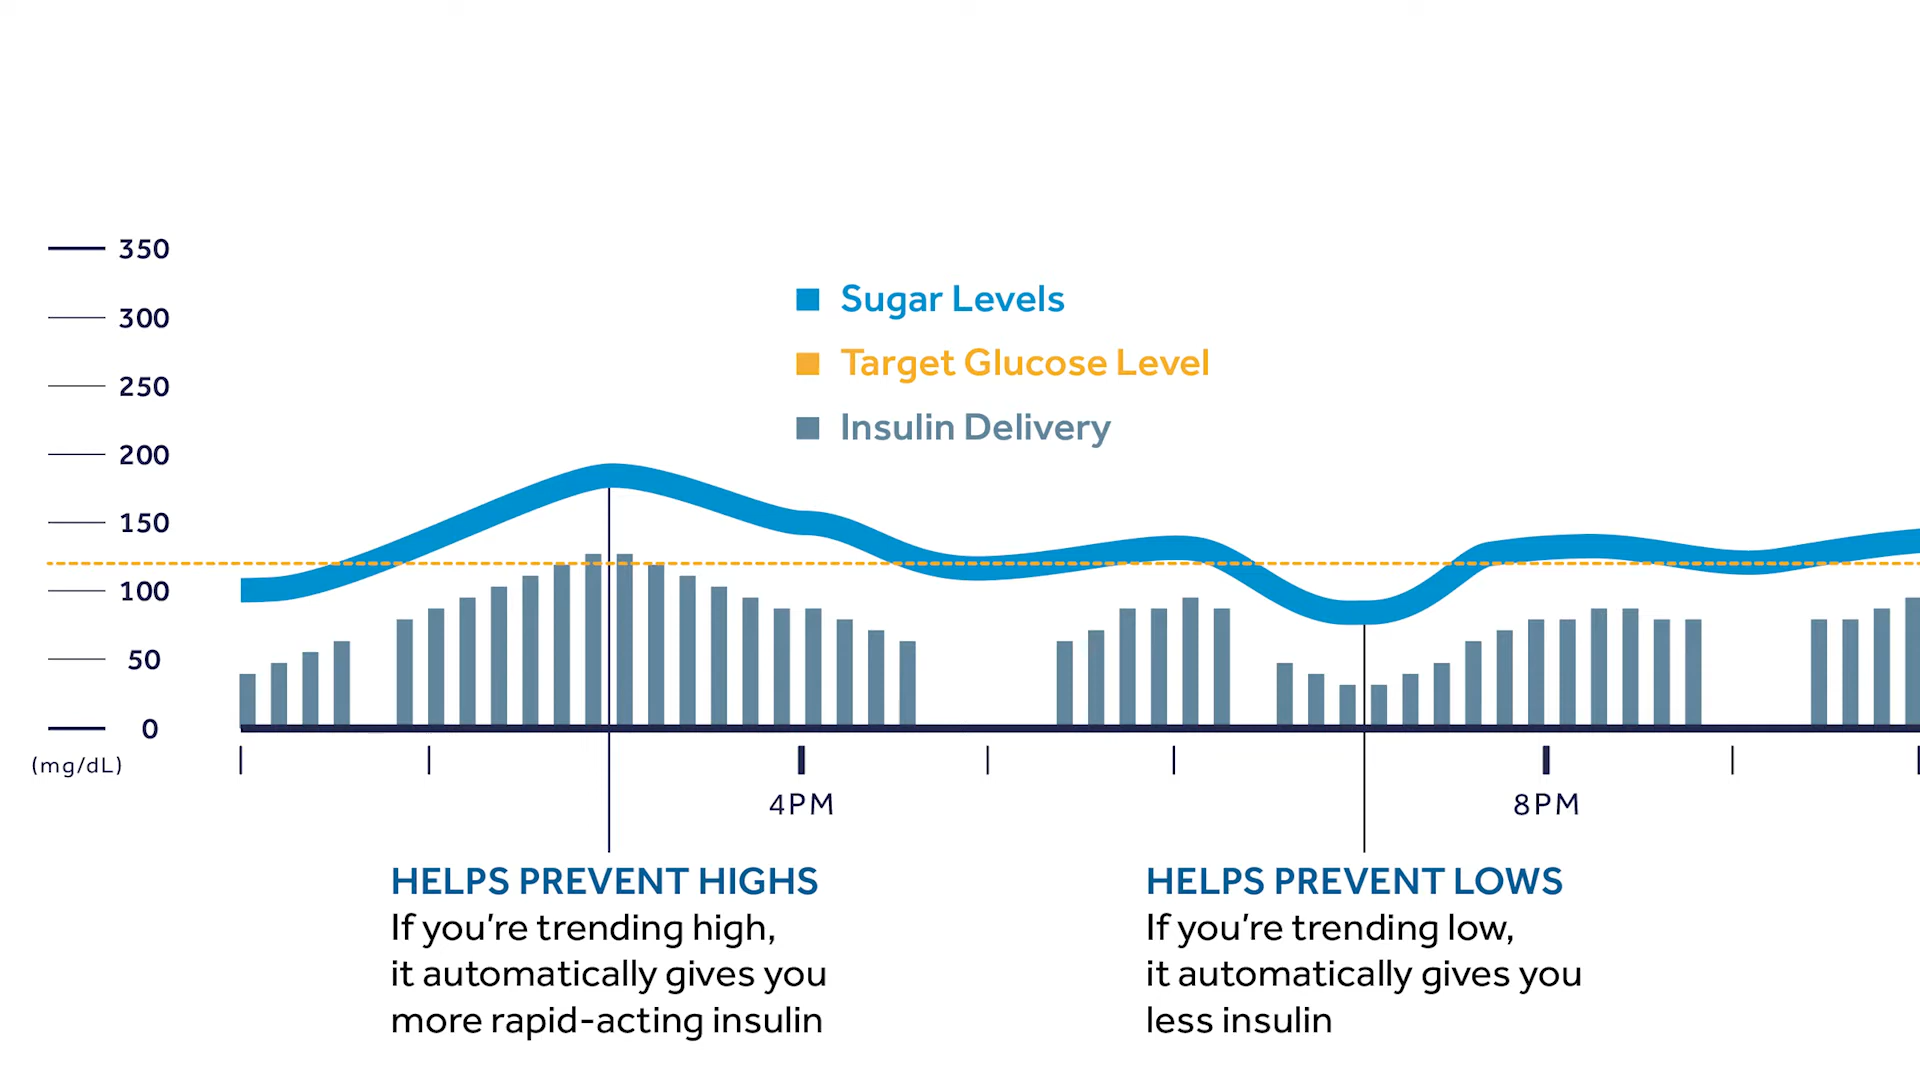 350
300
250
200
150
100
50
0
(mg/dL)
Sugar Levels
Target Glucose Level
Insulin Delivery
4PM
8PM
HELPS PREVENT HIGHS
If you’re trending high,
it automatically gives you
more rapid-acting insulin
HELPS PREVENT LOWS
If you’re trending low,
it automatically gives you
less insulin